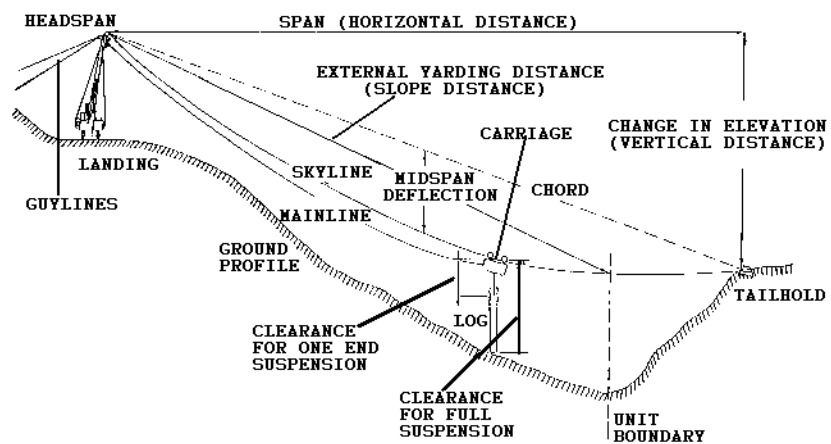 HEADSPAN
SPAN (HORIZONTAL DISTANCE)
EXTERNAL YARDING DISTANCE
(SLOPE DISTANCE)
CARRIAGE
CHANGE IN ELEVATION
(VERTICAL DISTANCE)
LANDING
SKYLINE
MIDSPAN
DEFLECTION
CHORD
GUYLINES
MAINLINE
GROUND
PROFILE
TAILHOLD
LOG
CLEARANCE
FOR ONE END
SUSPENSION
CLEARANCE
FOR FULL
SUSPENSION
UNIT
BOUNDARY